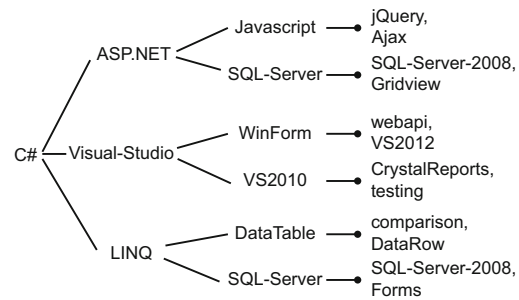 Javascript
jQuery,
Ajax
ASP.NET
SQL-Server
SQL-Server-2008,
Gridview
C#
Visual-Studio
WinForm
webapi,
VS2012
VS2010
CrystalReports,
testing
LINQ
DataTable
comparison,
DataRow
SQL-Server
SQL-Server-2008,
Forms